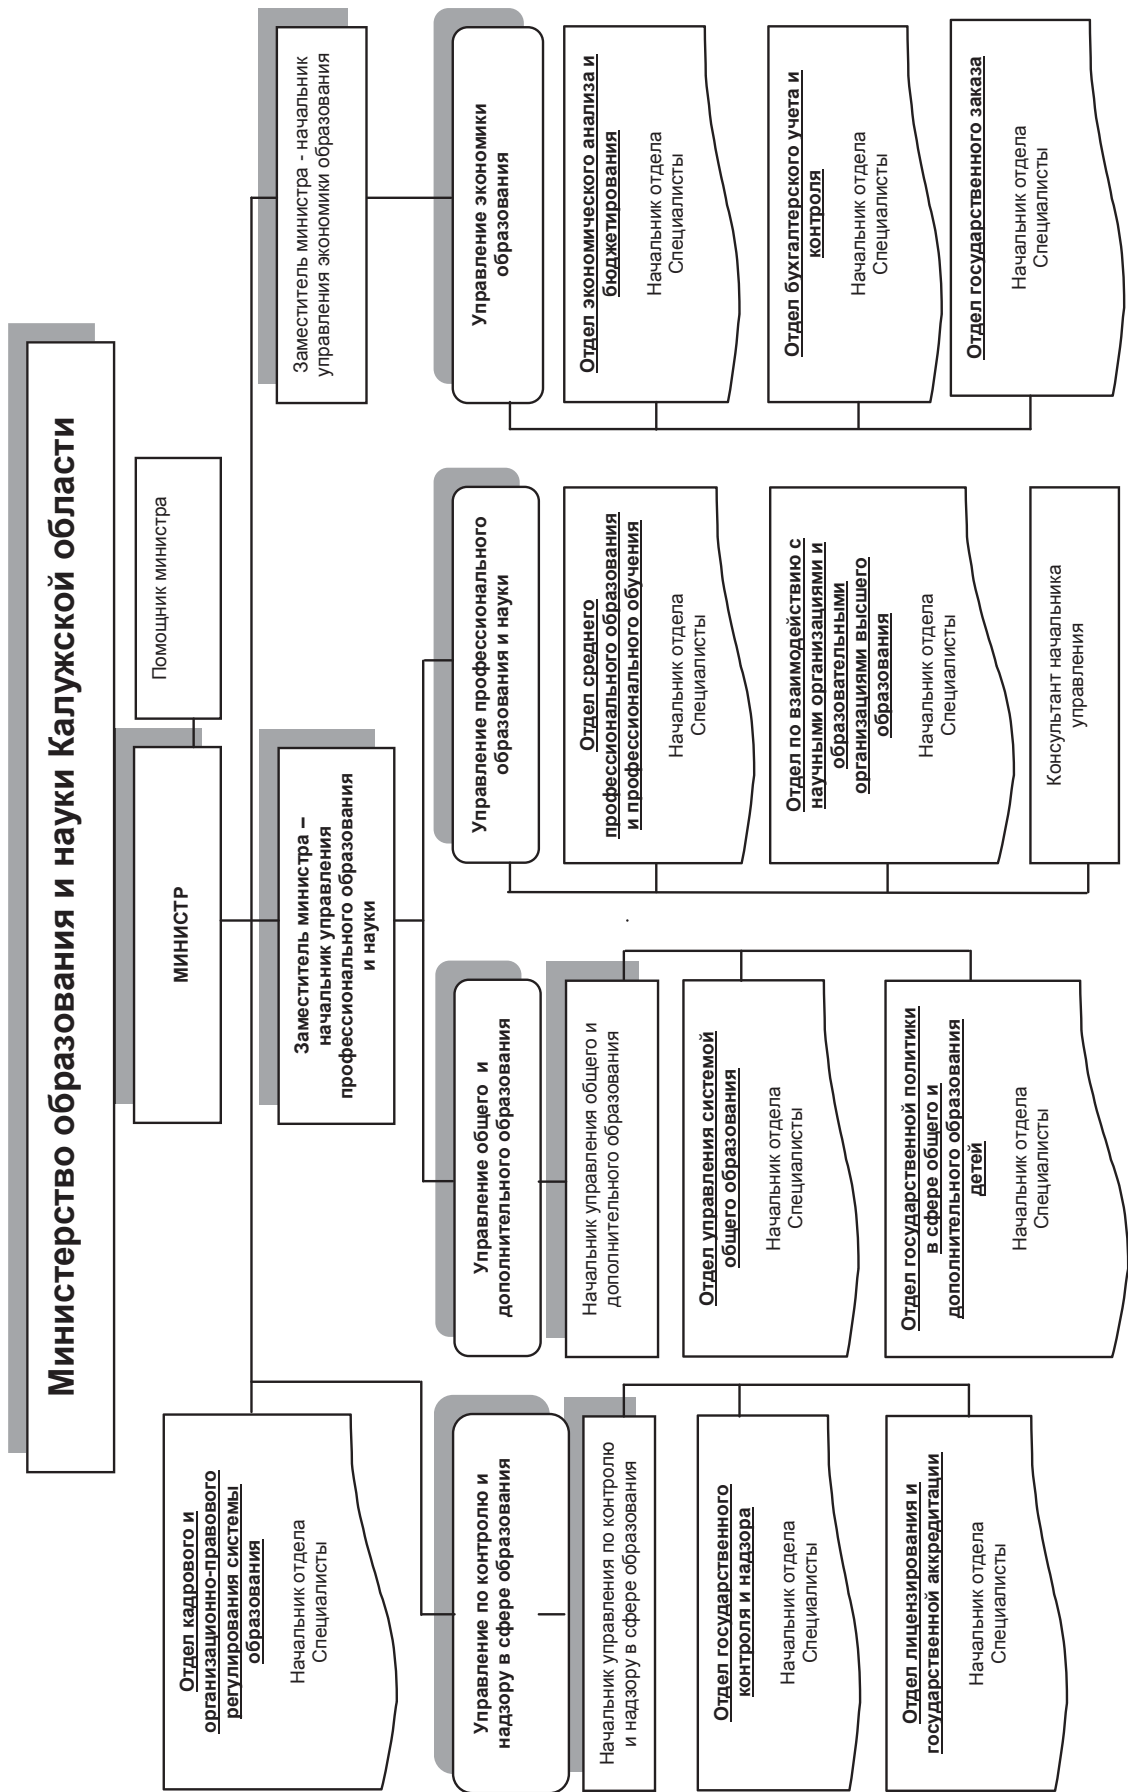 Министерство образования и науки Калужской области
МИНИСТР
Помощник министра
Отдел кадрового и
организационно-правового
регулирования системы
образования
Начальник отдела
Специалисты
Заместитель министра –
начальник управления
профессионального образования
и науки
Заместитель министра - начальник
управления экономики образования
Управление по контролю и
надзору в сфере образования
Начальник управления по контролю
и надзору в сфере образования
Отдел государственного
контроля и надзора
Начальник отдела
Специалисты
Отдел лицензирования и
государственной аккредитации
Начальник отдела
Специалисты
Управление общего и
дополнительного образования
Начальник управления общего и
дополнительного образования
Отдел управления системой
общего образования
Начальник отдела
Специалисты
Отдел государственной политики
в сфере общего и
дополнительного образования
детей
Начальник отдела
Специалисты
Управление профессионального
образования и науки
Отдел среднего
профессионального образования
и профессионального обучения
Начальник отдела
Специалисты
Отдел по взаимодействию с
научными организациями и
образовательными
организациями высшего
образования
Начальник отдела
Специалисты
Консультант начальника
управления
Управление экономики
образования
Отдел экономического анализа и
бюджетирования
Начальник отдела
Специалисты
Отдел бухгалтерского учета и
контроля
Начальник отдела
Специалисты
Отдел государственного заказа
Начальник отдела
Специалисты